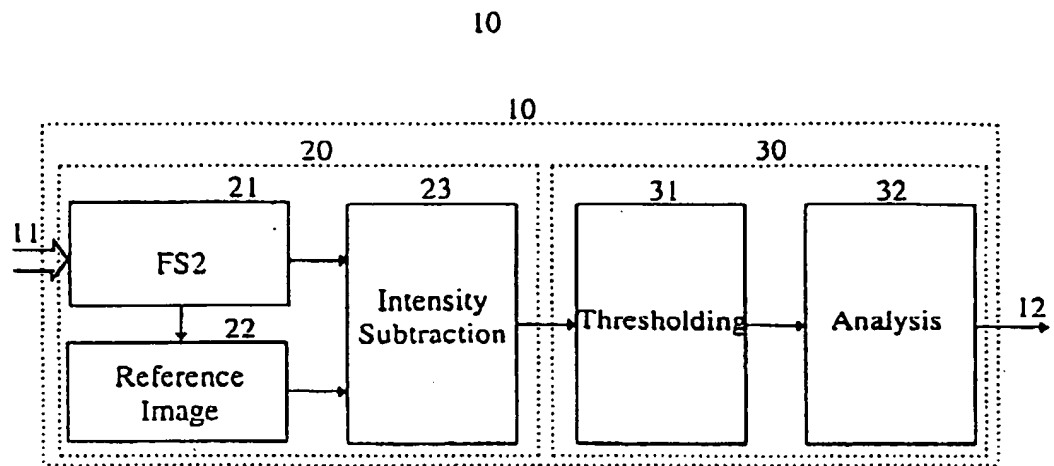 10
10
20
30
21
23
31
32
11
FS2
Intensity
Subtraction
Thresholding
Analysis
12
22
Reference
Image